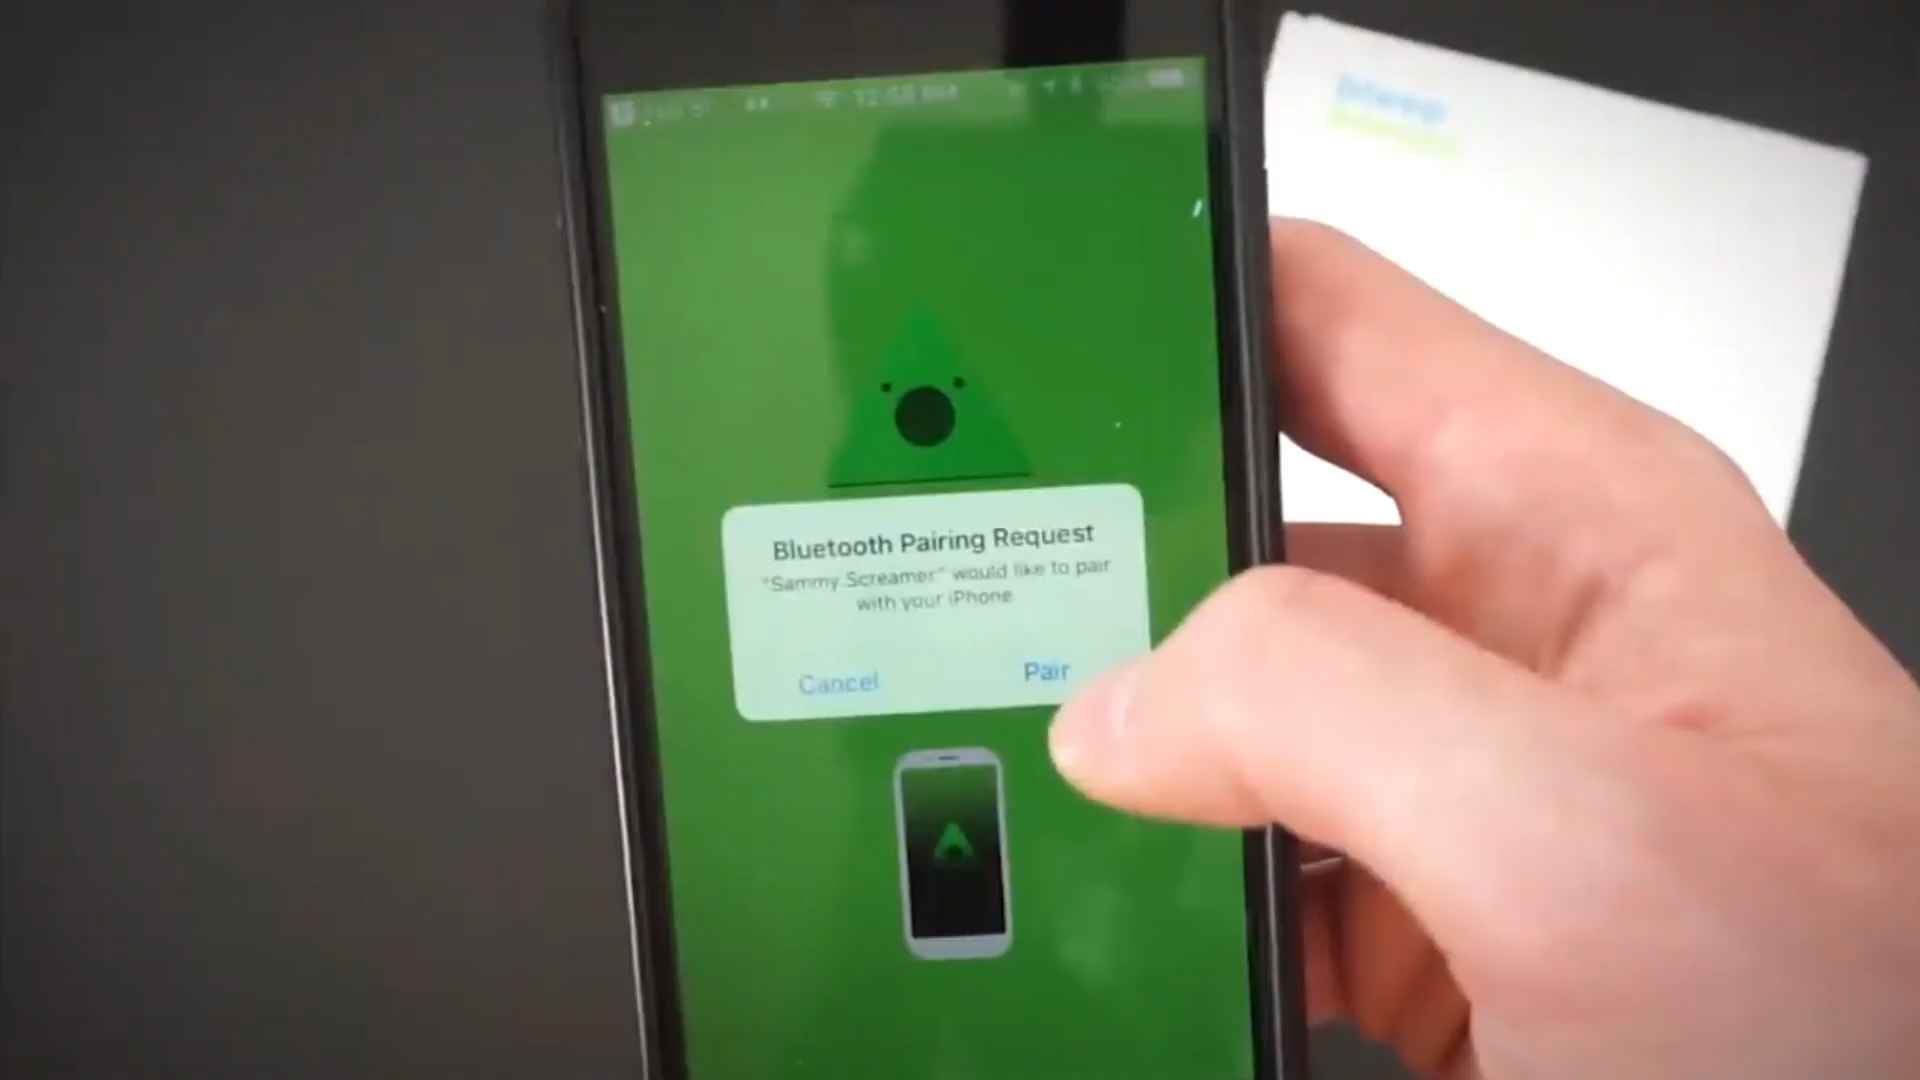 Bluetooth Pairing Request
"Sammy Screamer" would like to pair
with your iPhone
Cancel
Pair